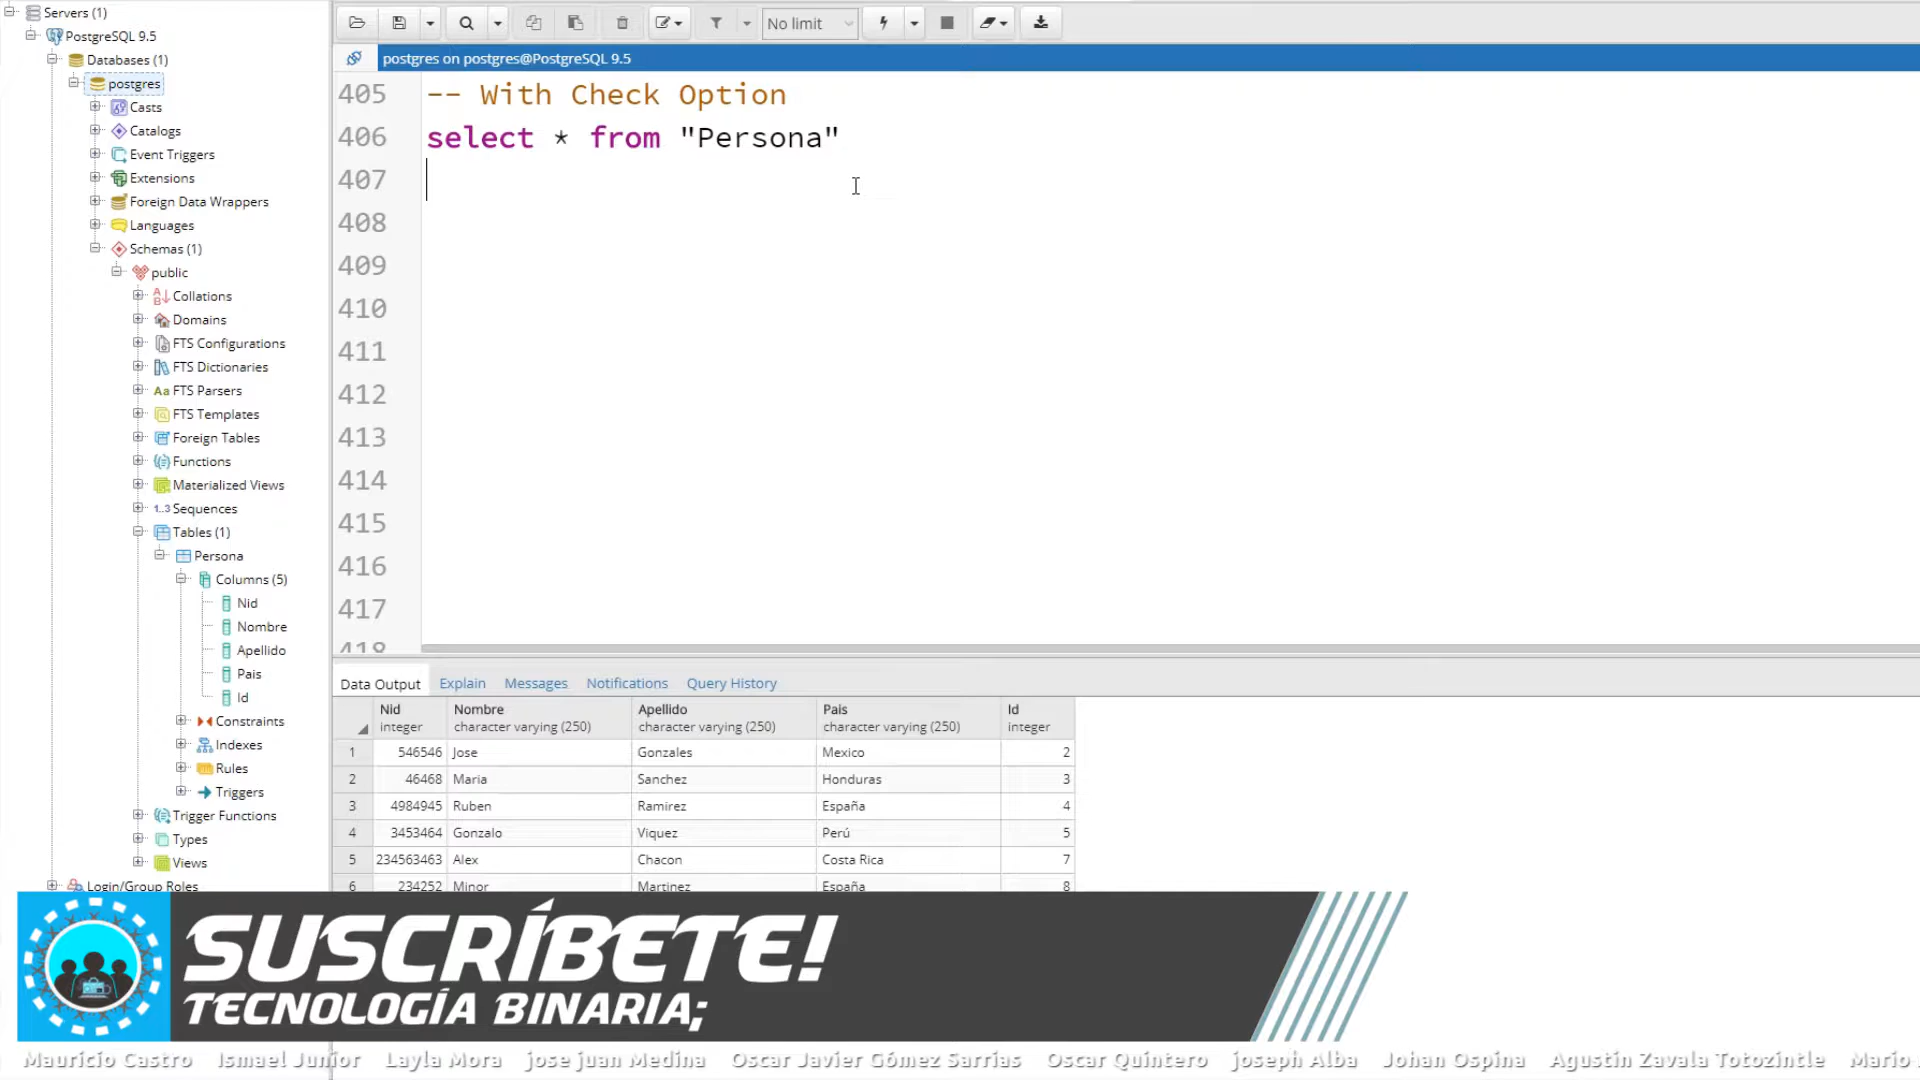 Servers (1)
PostgreSQL 9.5
Databases (1)
postgres
Casts
Catalogs
Event Triggers
Extensions
Foreign Data Wrappers
Languages
Schemas (1)
public
Collations
Domains
FTS Configurations
FTS Dictionaries
Aa FTS Parsers
FTS Templates
Foreign Tables
Functions
Materialized Views
1..3 Sequences
Tables (1)
Persona
Columns (5)
Nid
Nombre
Apellido
Pais
Id
Constraints
Indexes
Rules
Triggers
Trigger Functions
Types
Views
Login/Group Roles
No limit
postgres on postgres@PostgreSQL 9.5
405 -- With Check Option
406 select * from "Persona"
407
408
409
410
411
412
413
414
415
416
417
418
Data Output Explain Messages Notifications Query History
Nid Nombre Apellido Pais Id
integer character varying (250) character varying (250) character varying (250) integer
1 546546 Jose Gonzales Mexico 2
2 46468 Maria Sanchez Honduras 3
3 4984945 Ruben Ramirez España 4
4 3453464 Gonzalo Viquez Perú 5
5 234563463 Alex Chacon Costa Rica 7
6 234252 Minor Martinez España 8
SUSCRÍBETE!
TECNOLOGÍA BINARIA;
Mauricio Castro Ismael Junior Layla Mora jose juan Medina Oscar Javier Gómez Sarrias Oscar Quintero joseph Alba Johan Ospina Agustin Zavala Totozintle Mario